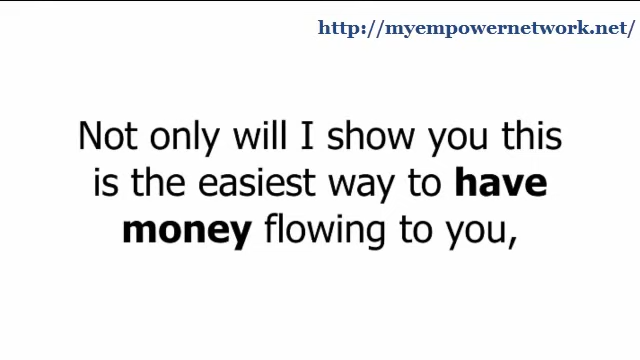 http://myempowernetwork.net/
Not only will I show you this
is the easiest way to have
money flowing to you,